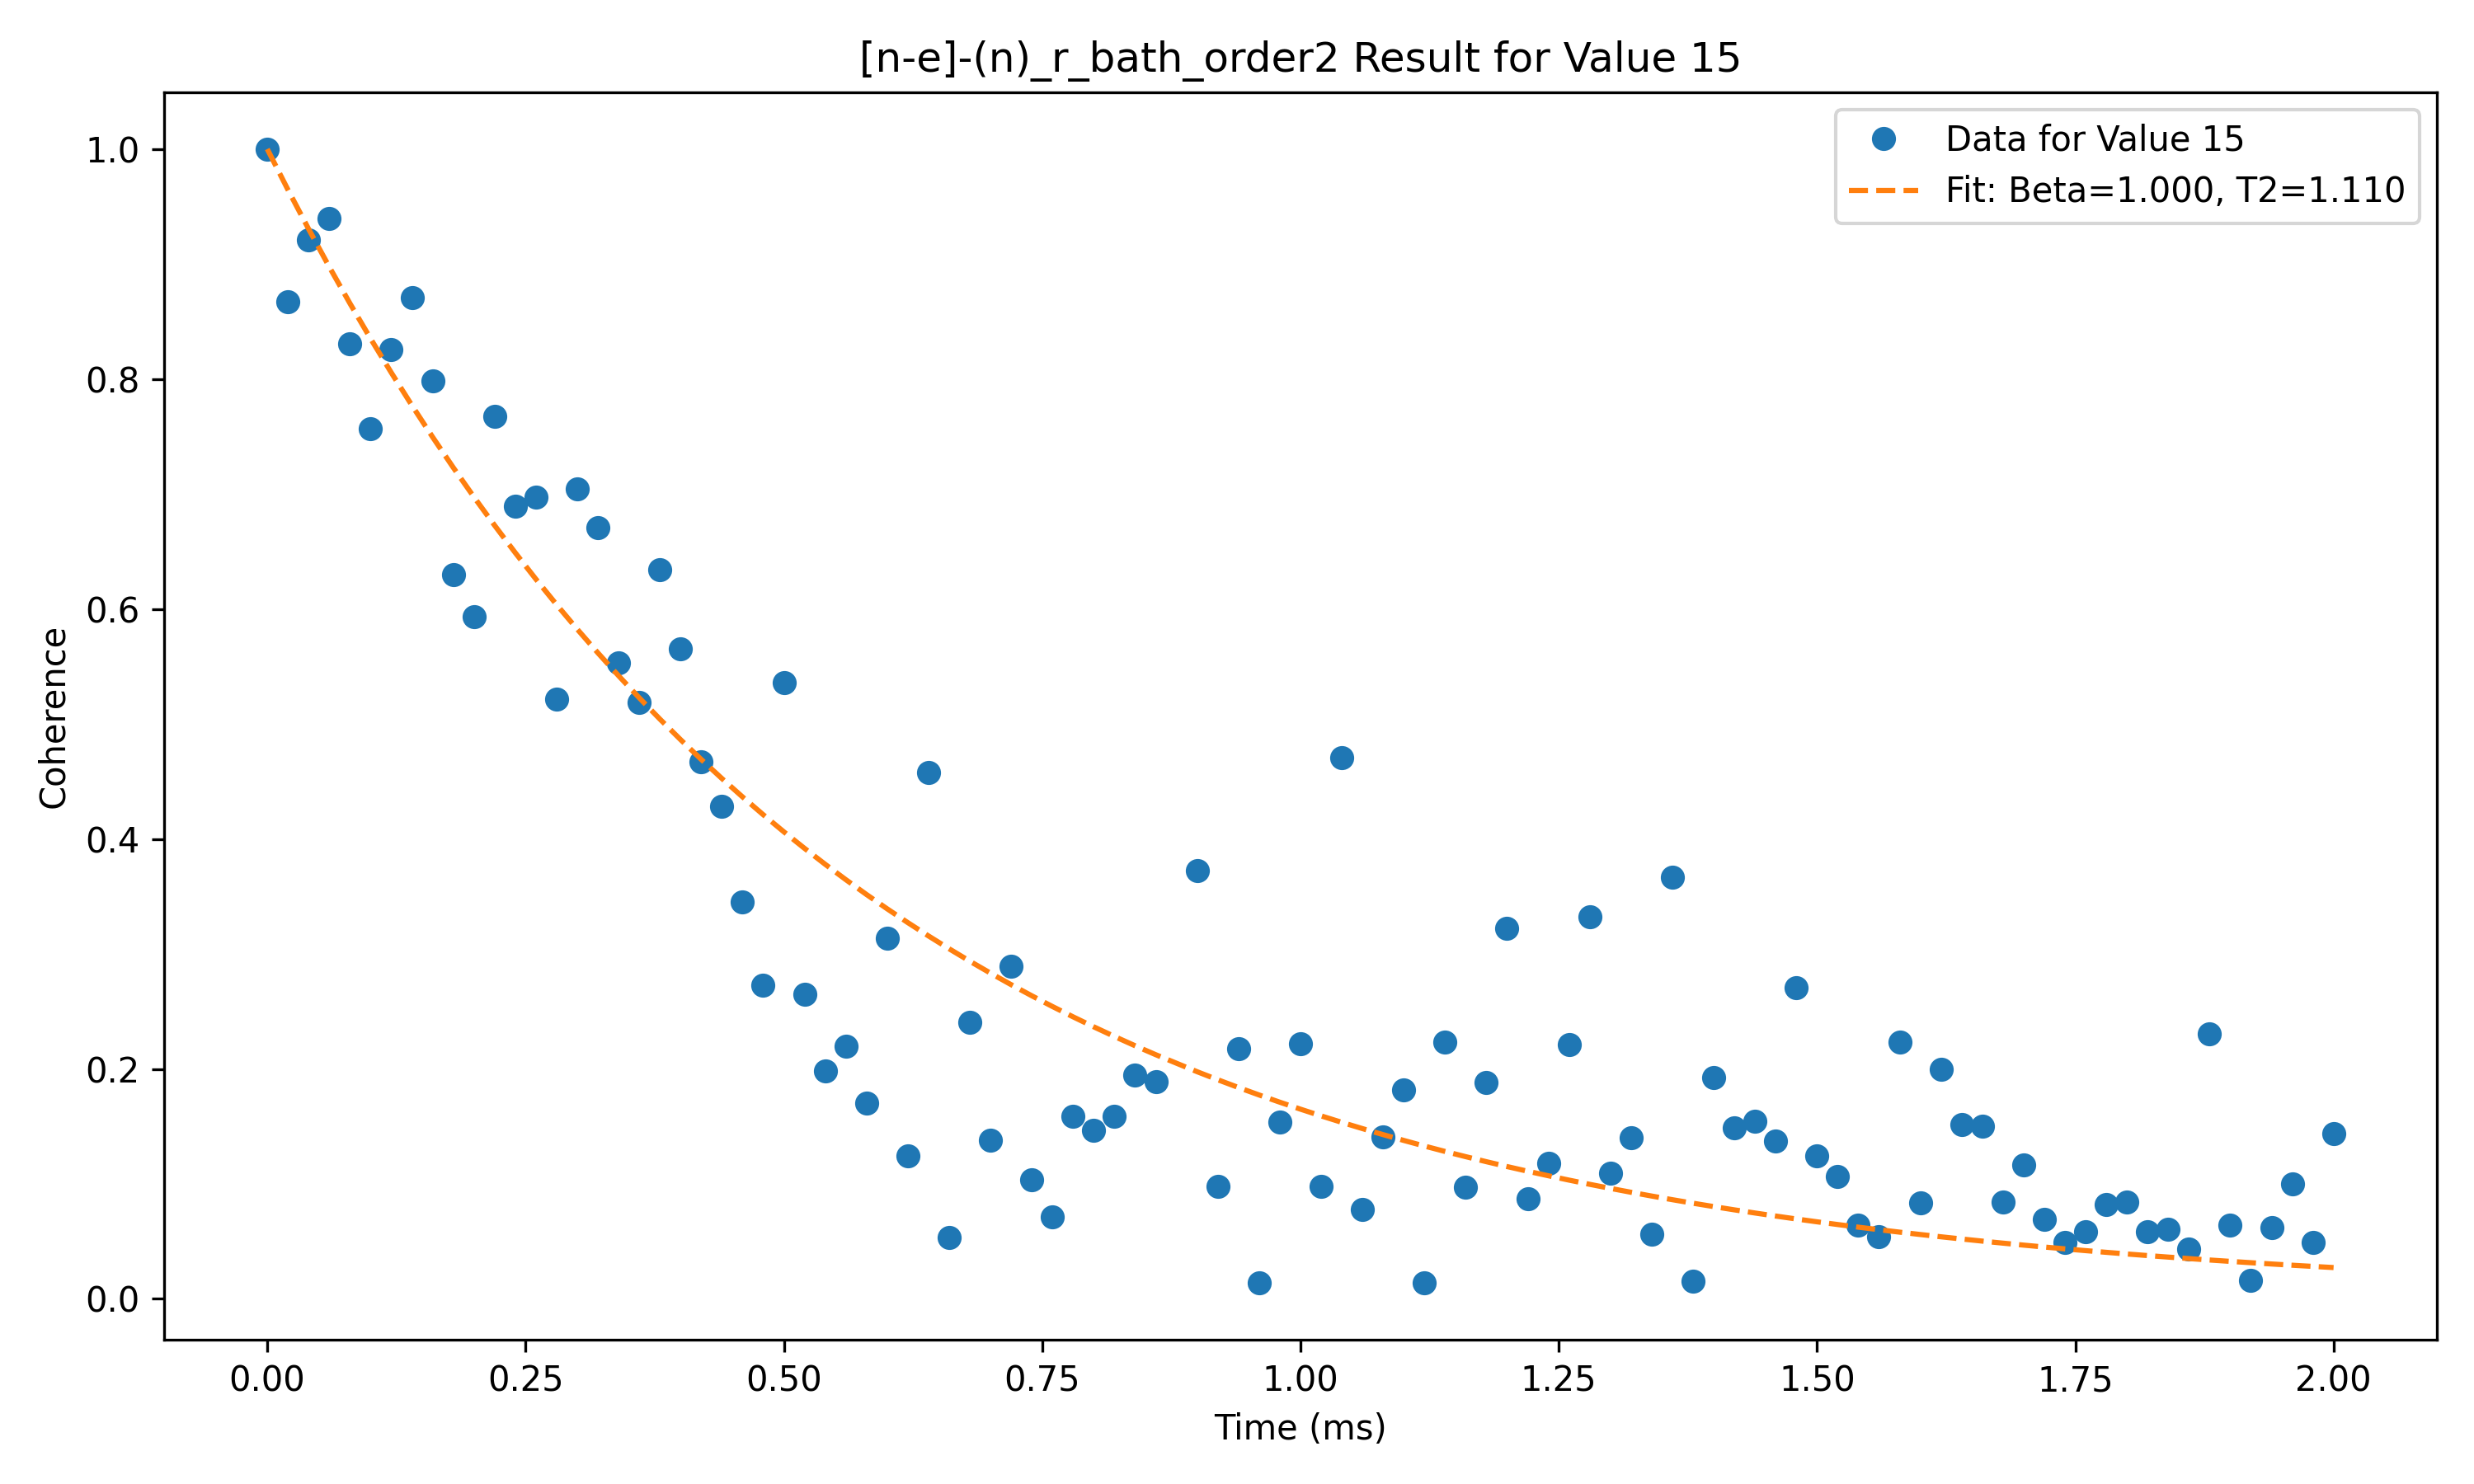 [n-e]-(n)_r_bath_order2 Result for Value 15
Data for Value 15
Fit: Beta=1.000, T2=1.110
Coherence
1.0
0.8
0.6
0.4
0.2
0.0
0.00 0.25 0.50 0.75 1.00 1.25 1.50 1.75 2.00
Time (ms)